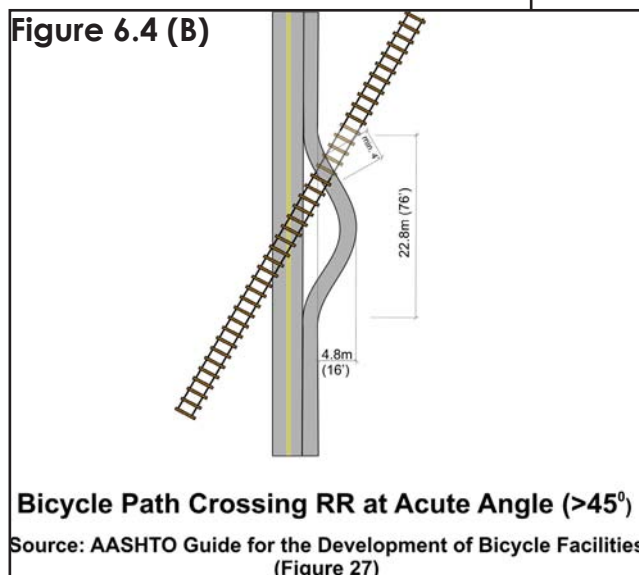 Figure 6.4 (B)
min. 4'
22.8m (76')
4.8m
(16')
Bicycle Path Crossing RR at Acute Angle (>45⁰)
Source: AASHTO Guide for the Development of Bicycle Facilities
(Figure 27)